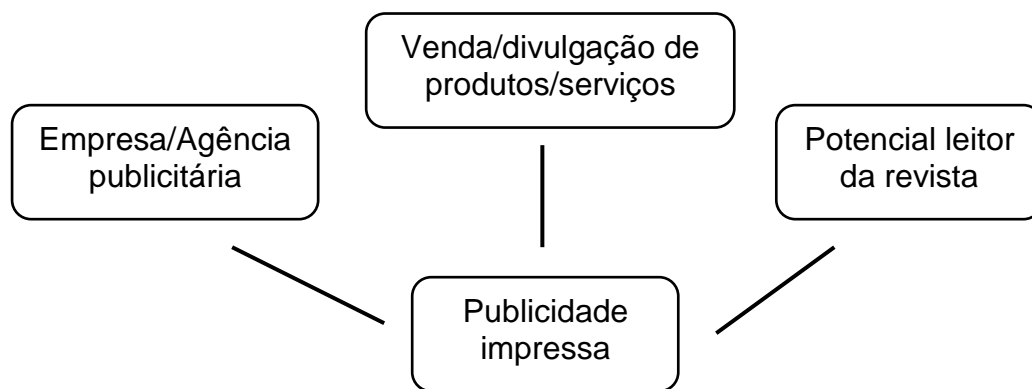 Venda/divulgação de
produtos/serviços
Empresa/Agência
publicitária
Potencial leitor
da revista
Publicidade
impressa